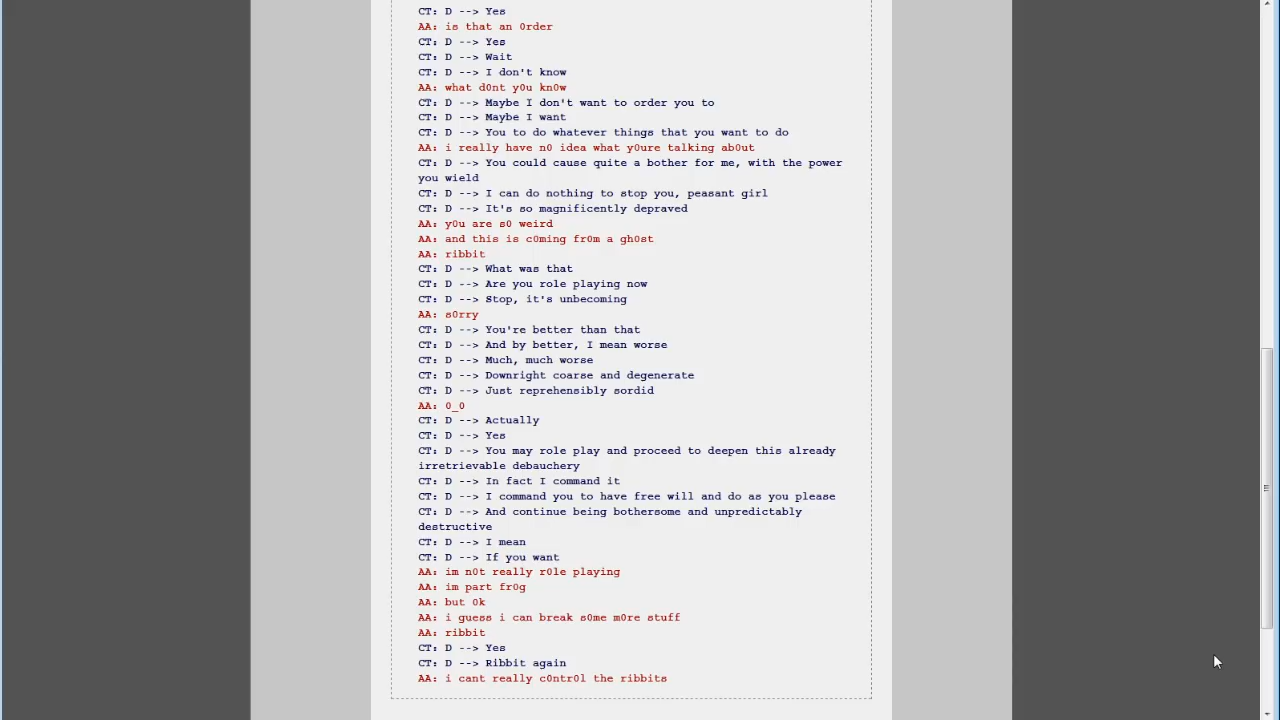 CT: D --> Yes
AA: is that an 0rder
CT: D --> Yes
CT: D --> Wait
CT: D --> I don't know
AA: what d0nt y0u kn0w
CT: D --> Maybe I don't want to order you to
CT: D --> Maybe I want
CT: D --> You to do whatever things that you want to do
AA: i really have n0 idea what y0ure talking ab0ut
CT: D --> You could cause quite a bother for me, with the power
you wield
CT: D --> I can do nothing to stop you, peasant girl
CT: D --> It's so magnificently depraved
AA: y0u are s0 weird
AA: and this is c0ming fr0m a gh0st
AA: ribbit
CT: D --> What was that
CT: D --> Are you role playing now
CT: D --> Stop, it's unbecoming
AA: s0rry
CT: D --> You're better than that
CT: D --> And by better, I mean worse
CT: D --> Much, much worse
CT: D --> Downright coarse and degenerate
CT: D --> Just reprehensibly sordid
AA: 0_0
CT: D --> Actually
CT: D --> Yes
CT: D --> You may role play and proceed to deepen this already
irretrievable debauchery
CT: D --> In fact I command it
CT: D --> I command you to have free will and do as you please
CT: D --> And continue being bothersome and unpredictably
destructive
CT: D --> I mean
CT: D --> If you want
AA: im n0t really r0le playing
AA: im part fr0g
AA: but 0k
AA: i guess i can break s0me m0re stuff
AA: ribbit
CT: D --> Yes
CT: D --> Ribbit again
AA: i cant really c0ntr0l the ribbits